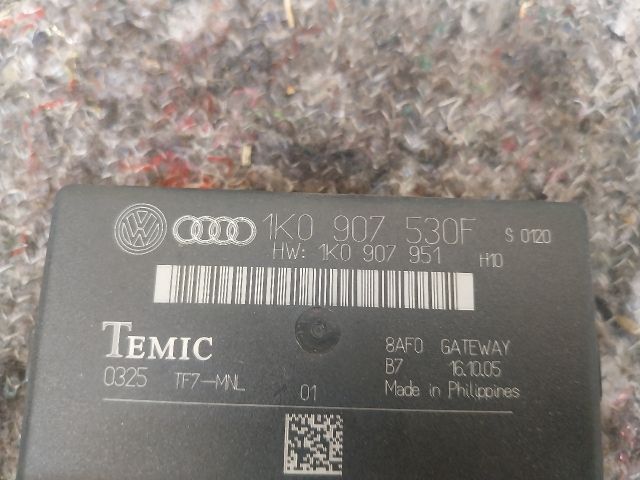 1K0 907 530F S 0120
HW: 1K0 907 951 H10
TEMIC 8AF0 GATEWAY
0325 TF7-MNL 01 B7 16.10.05
Made in Philippines